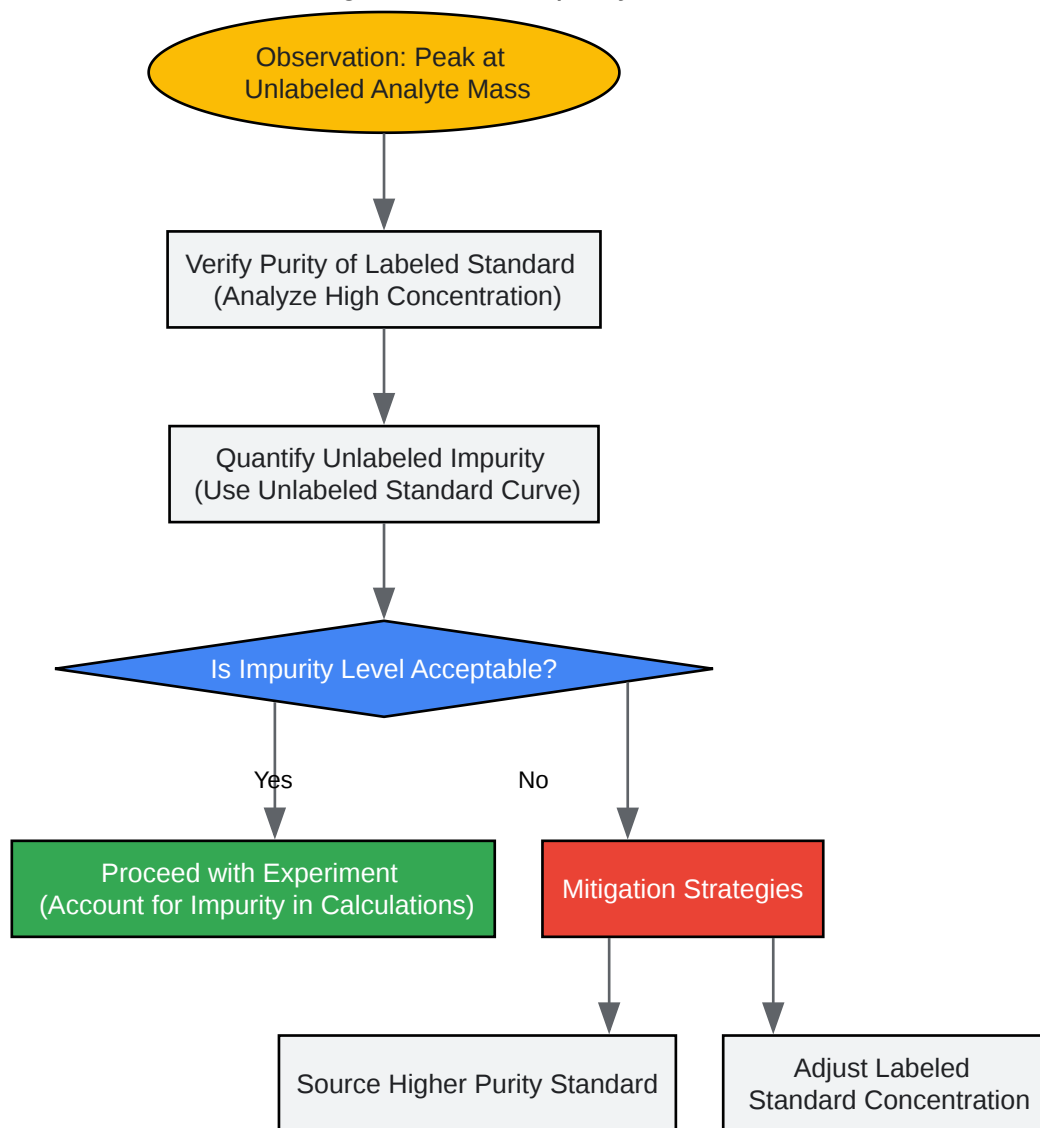 Observation: Peak at
Unlabeled Analyte Mass
Verify Purity of Labeled Standard
(Analyze High Concentration)
Quantify Unlabeled Impurity
(Use Unlabeled Standard Curve)
Is Impurity Level Acceptable?
Yes
No
Proceed with Experiment
(Account for Impurity in Calculations)
Mitigation Strategies
Source Higher Purity Standard
Adjust Labeled
Standard Concentration